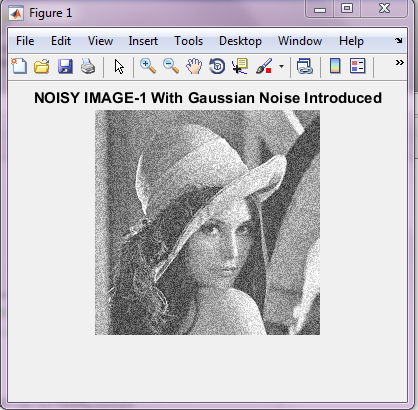 Figure 1
File Edit View Insert Tools Desktop Window Help
NOISY IMAGE-1 With Gaussian Noise Introduced